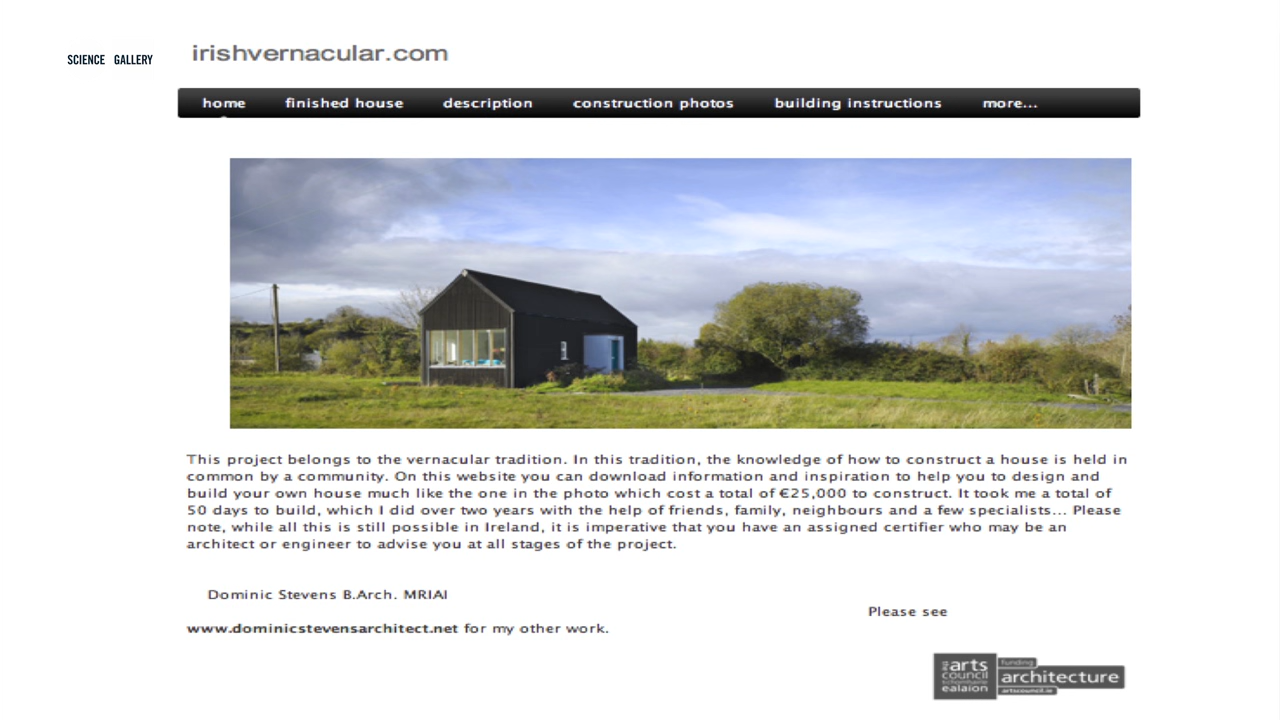 SCIENCE GALLERY
irishvernacular.com
home finished house description construction photos building instructions more...
This project belongs to the vernacular tradition. In this tradition, the knowledge of how to construct a house is held in
common by a community. On this website you can download information and inspiration to help you to design and
build your own house much like the one in the photo which cost a total of €25,000 to construct. It took me a total of
50 days to build, which I did over two years with the help of friends, family, neighbours and a few specialists... Please
note, while all this is still possible in Ireland, it is imperative that you have an assigned certifier who may be an
architect or engineer to advise you at all stages of the project.
Dominic Stevens B.Arch. MRIAI
Please see
www.dominicstevensarchitect.net for my other work.
arts
council
ealaíon
funding
architecture
artscouncil.ie